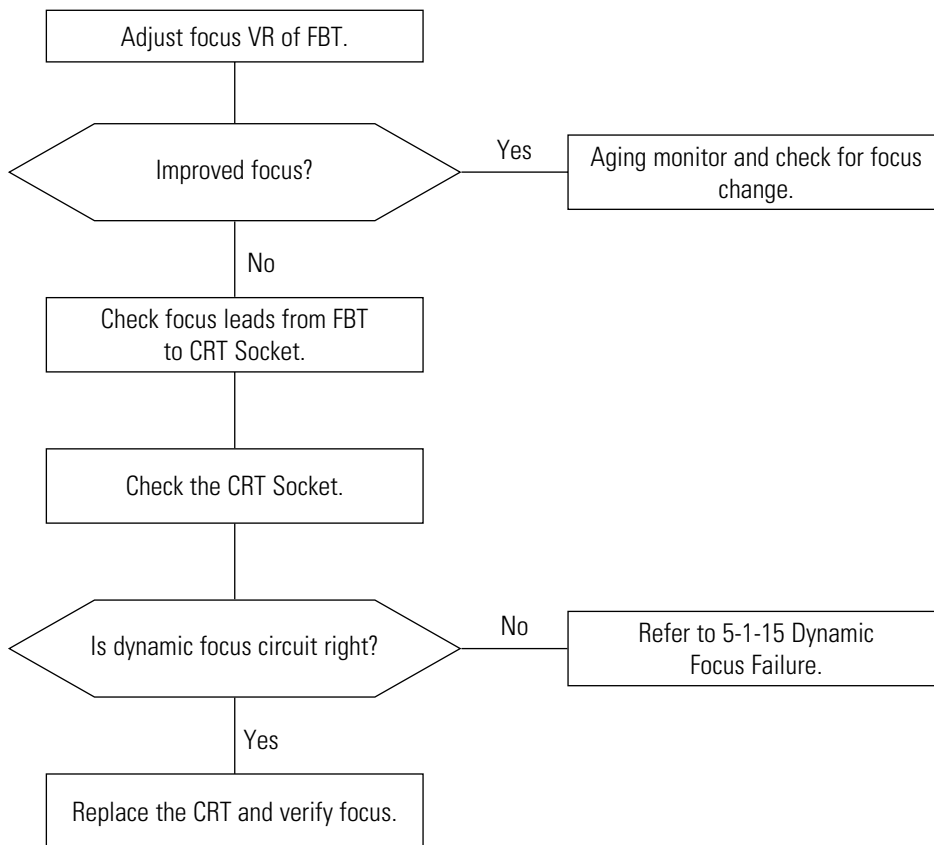 Adjust focus VR of FBT.
Improved focus?
Yes
Aging monitor and check for focus
change.
No
Check focus leads from FBT
to CRT Socket.
Check the CRT Socket.
Is dynamic focus circuit right?
No
Refer to 5-1-15 Dynamic
Focus Failure.
Yes
Replace the CRT and verify focus.